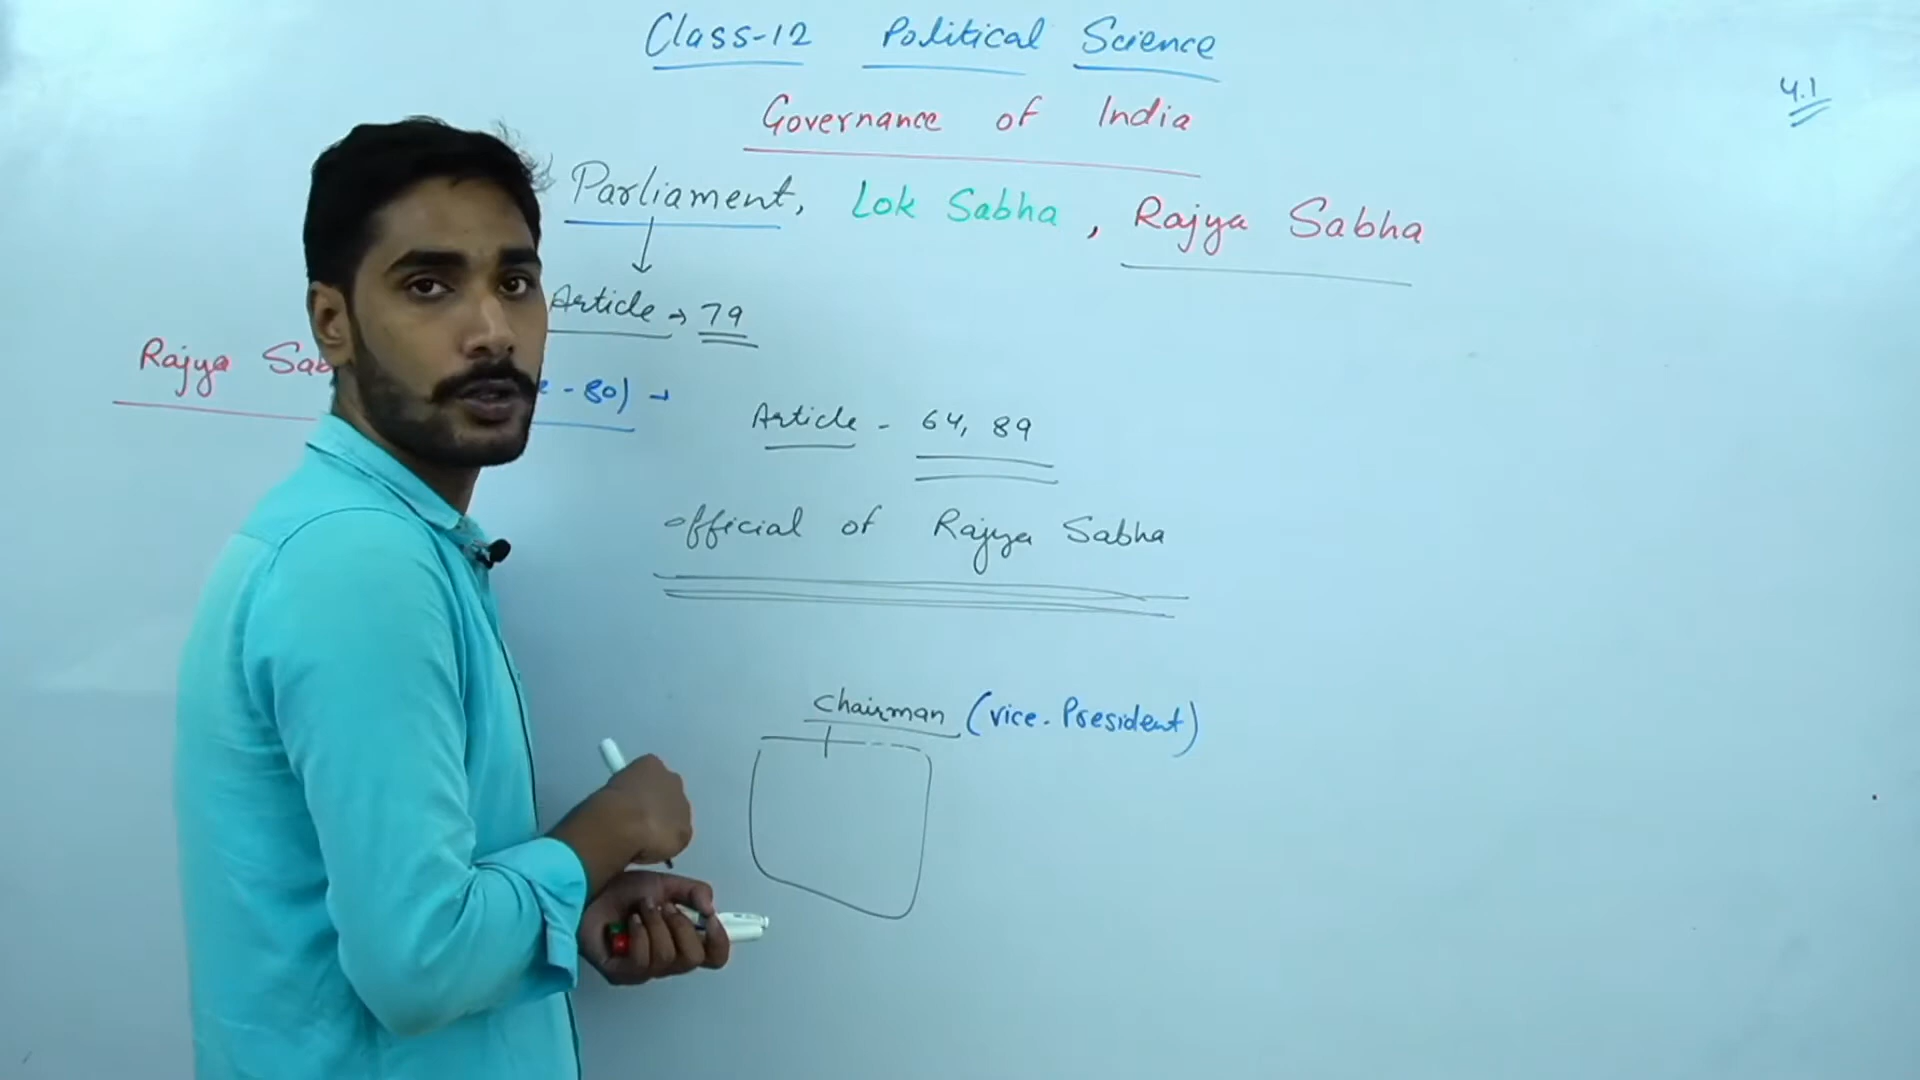 Class-12 Political Science
4.1
Governance of India
Parliament, Lok Sabha, Rajya Sabha
Article → 79
Rajya - 80) →
Article - 64, 89
official of Rajya Sabha
Chairman (vice-President)